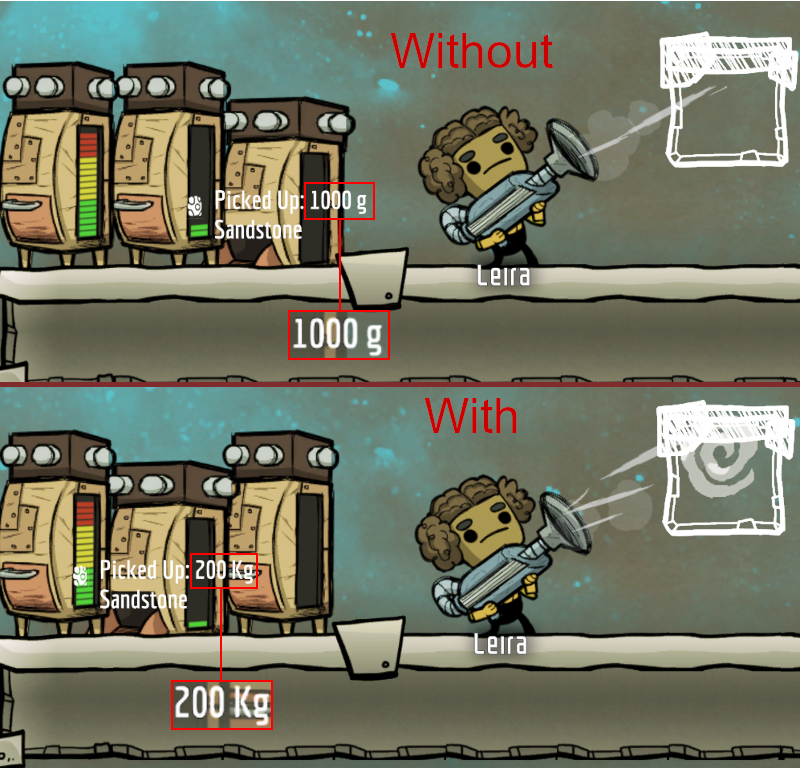 Without
Picked Up: 1000 g
Sandstone
Leira
1000 g
With
Picked Up: 200 Kg
Sandstone
Leira
200 Kg